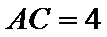 AC = 4